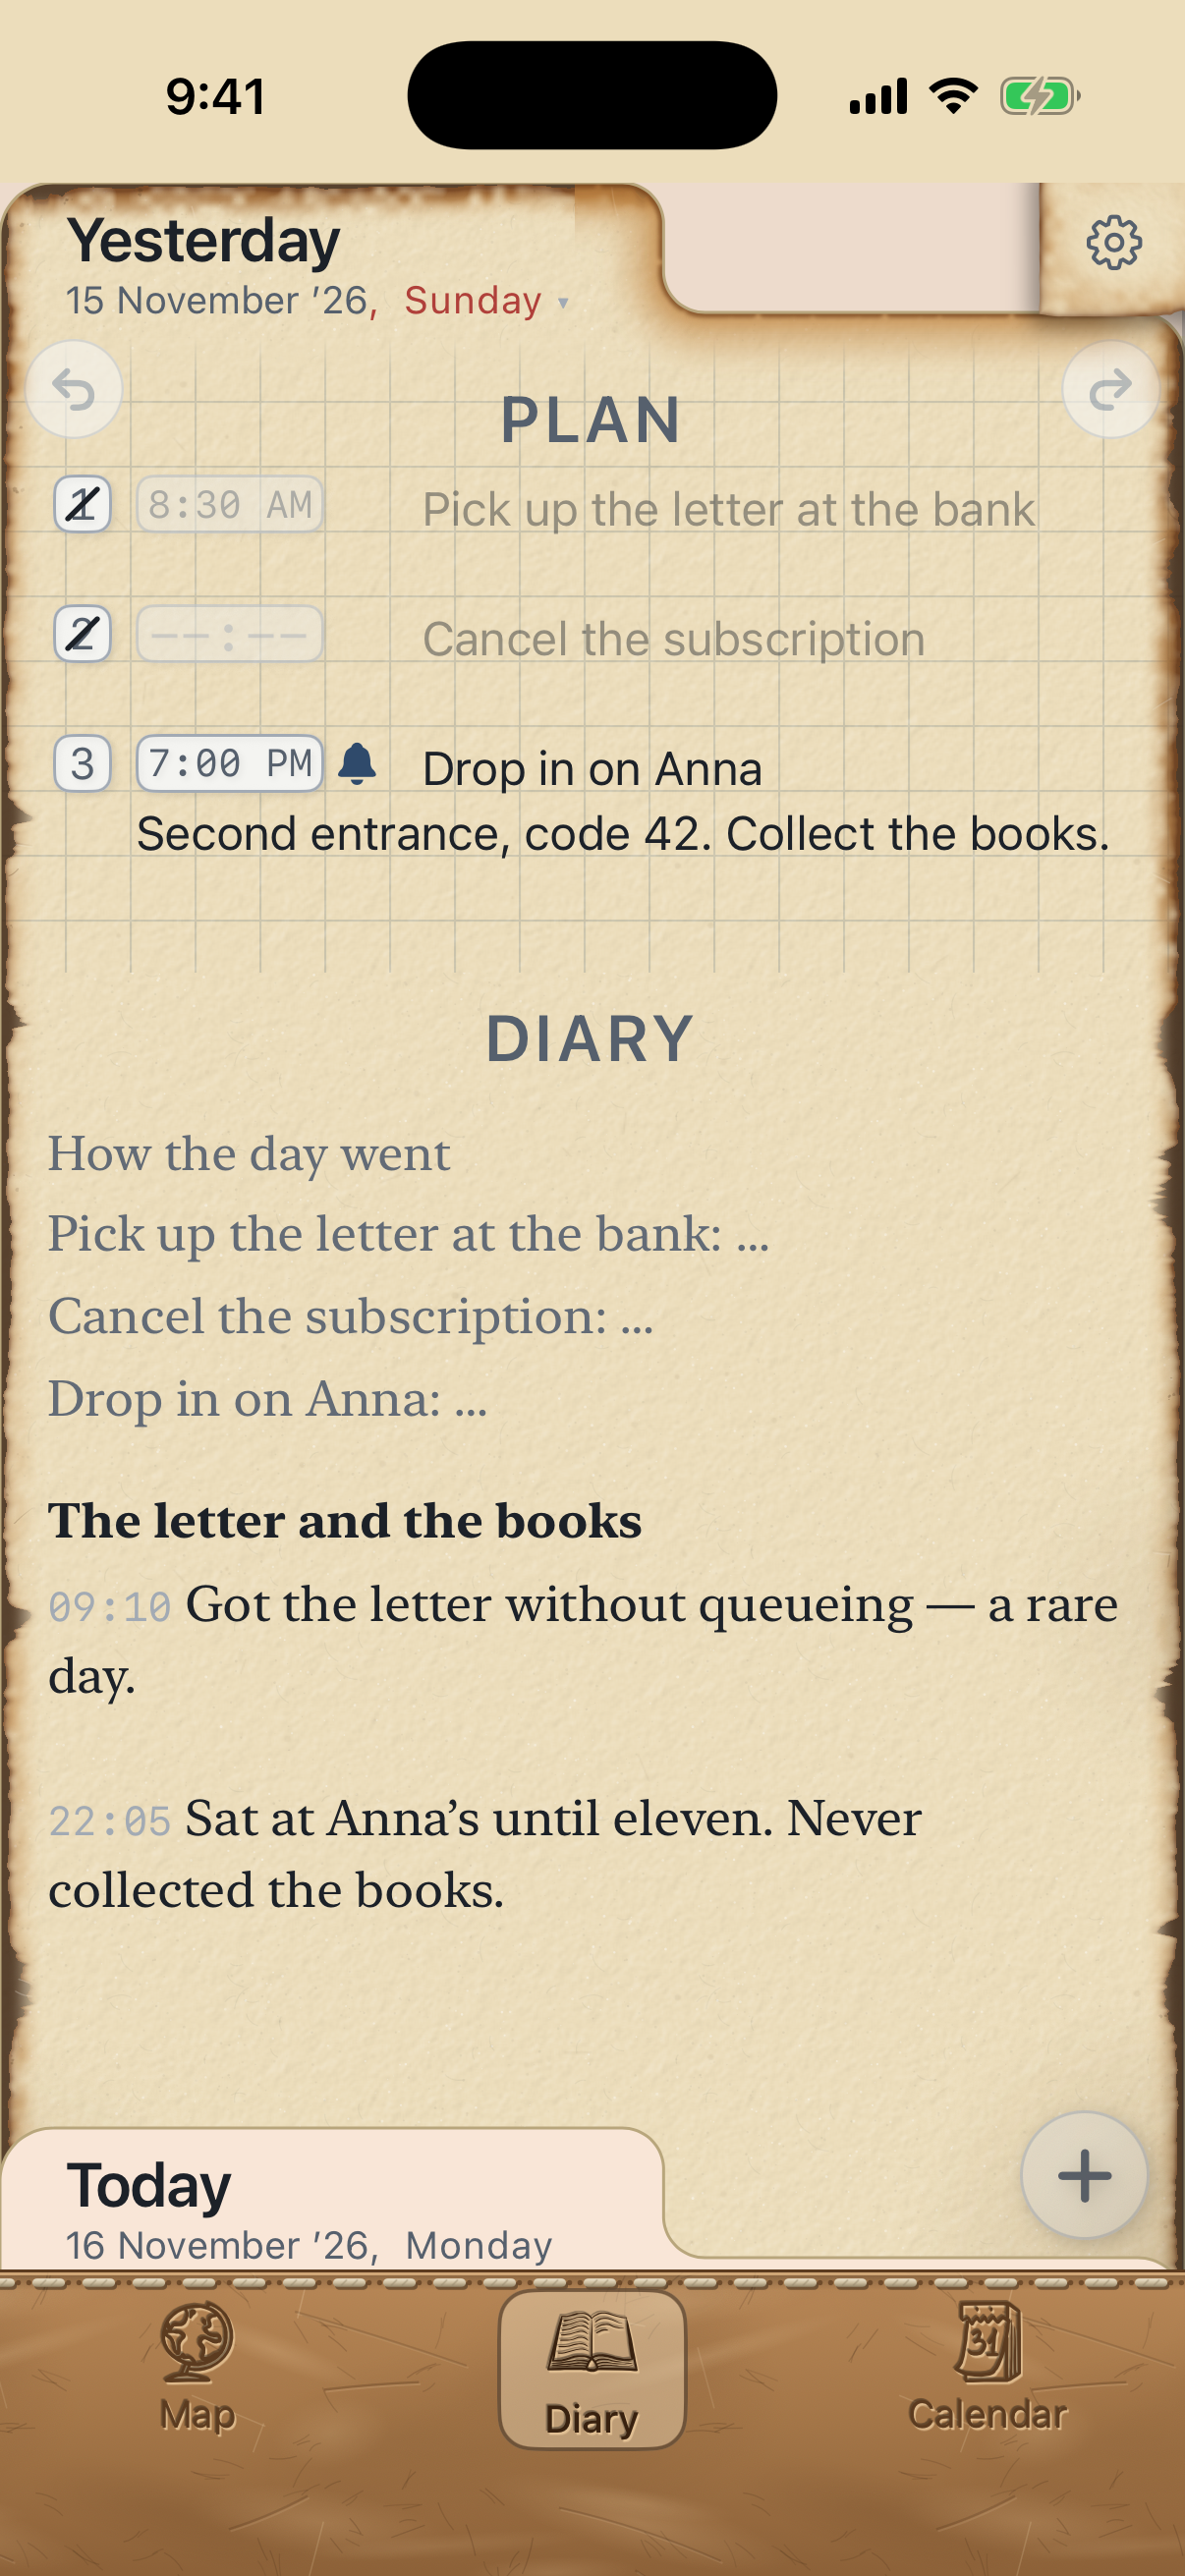 9:41
Yesterday
15 November ’26, Sunday ▾
PLAN
1 8:30 AM Pick up the letter at the bank
2 --:-- Cancel the subscription
3 7:00 PM Drop in on Anna
Second entrance, code 42. Collect the books.
DIARY
How the day went
Pick up the letter at the bank: ...
Cancel the subscription: ...
Drop in on Anna: ...
The letter and the books
09:10 Got the letter without queueing — a rare
day.
22:05 Sat at Anna’s until eleven. Never
collected the books.
Today
16 November ’26, Monday
31
Map
Diary
Calendar